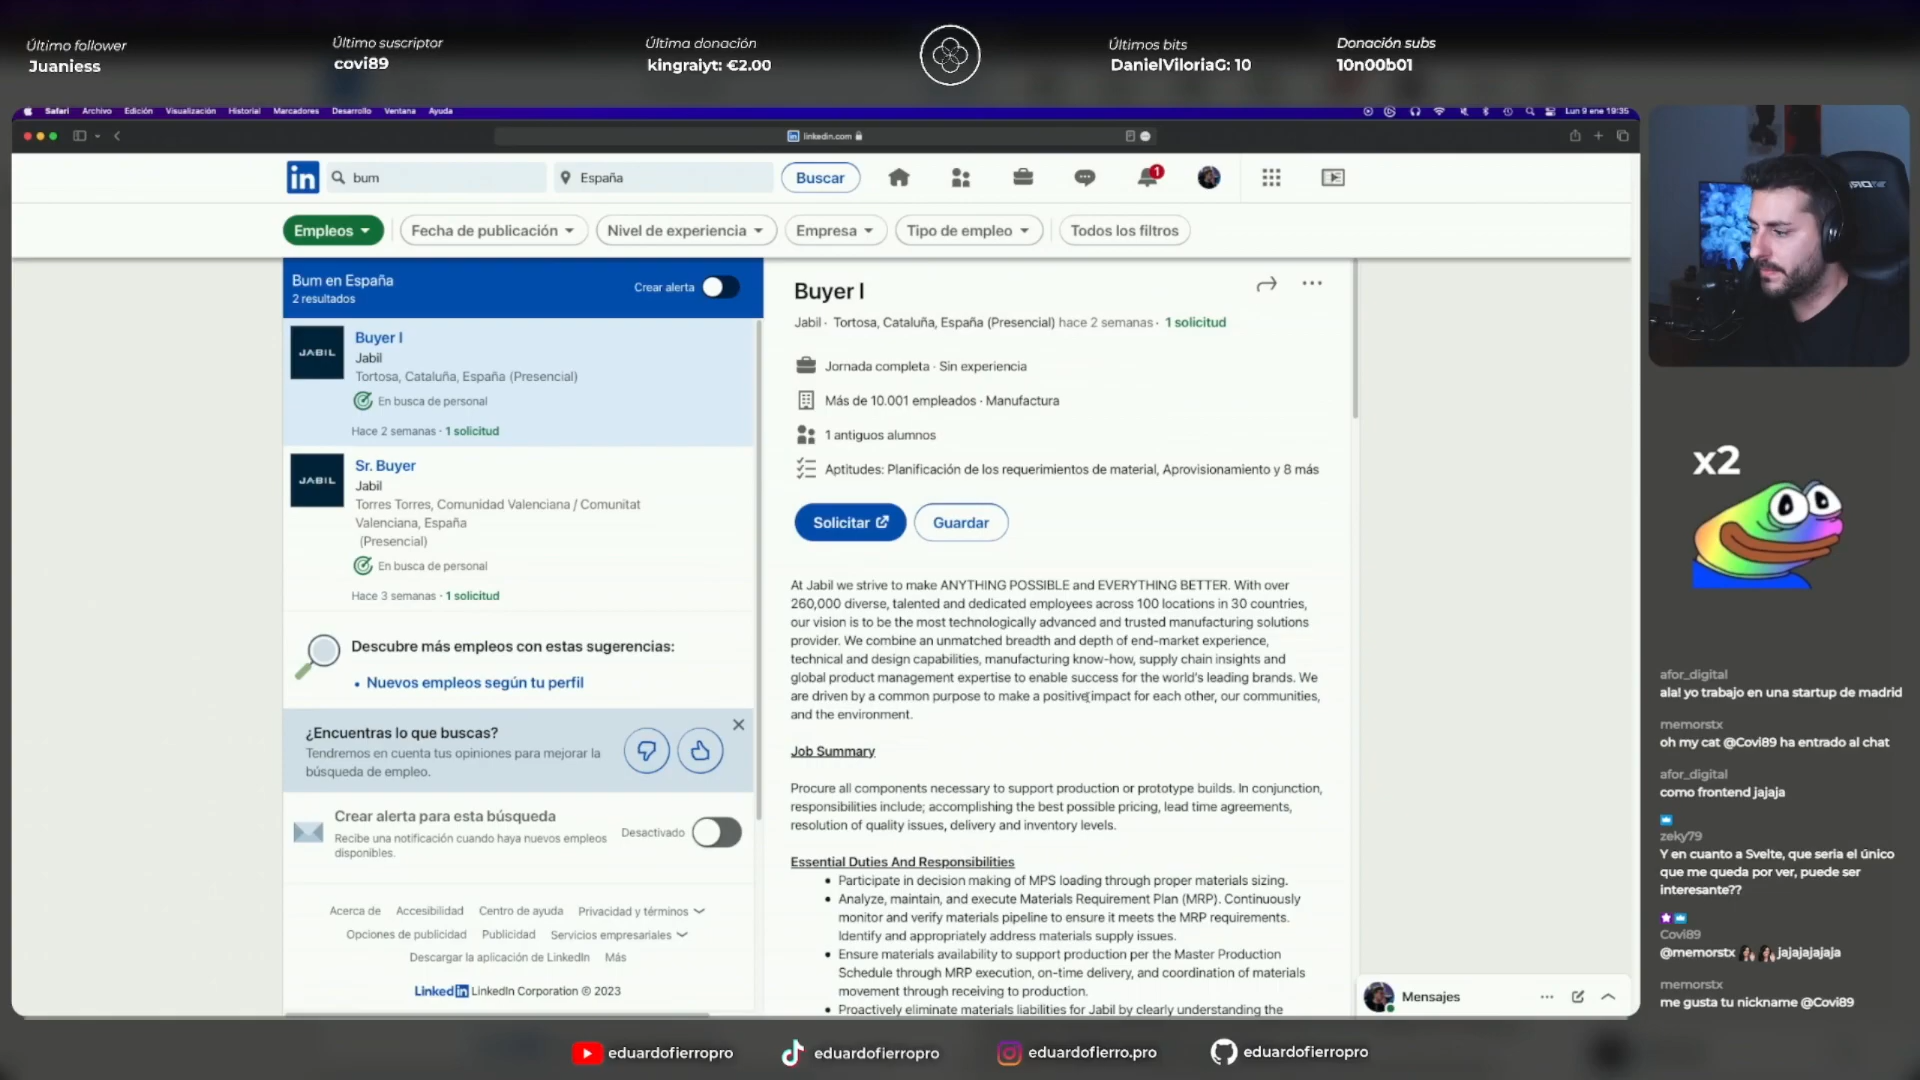 Último follower
Juaniess
Último suscriptor
covi89
Última donación
kingraiyt: €2.00
Últimos bits
DanielViloriaG: 10
Donación subs
10n00b01
Safari Archivo Edición Visualización Historial Marcadores Desarrollo Ventana Ayuda
Lun 9 ene 19:35
linkedin.com
in
bum
España
Buscar
1
Empleos
Fecha de publicación
Nivel de experiencia
Empresa
Tipo de empleo
Todos los filtros
Bum en España
2 resultados
Crear alerta
JABIL
Buyer I
Jabil
Tortosa, Cataluña, España (Presencial)
En busca de personal
Hace 2 semanas · 1 solicitud
JABIL
Sr. Buyer
Jabil
Torres Torres, Comunidad Valenciana / Comunitat
Valenciana, España
(Presencial)
En busca de personal
Hace 3 semanas · 1 solicitud
Descubre más empleos con estas sugerencias:
• Nuevos empleos según tu perfil
¿Encuentras lo que buscas?
Tendremos en cuenta tus opiniones para mejorar la
búsqueda de empleo.
Crear alerta para esta búsqueda
Recibe una notificación cuando haya nuevos empleos
disponibles.
Desactivado
Acerca de Accesibilidad Centro de ayuda Privacidad y términos
Opciones de publicidad Publicidad Servicios empresariales
Descargar la aplicación de LinkedIn Más
LinkedIn LinkedIn Corporation © 2023
Buyer I
Jabil · Tortosa, Cataluña, España (Presencial) hace 2 semanas · 1 solicitud
Jornada completa · Sin experiencia
Más de 10.001 empleados · Manufactura
1 antiguos alumnos
Aptitudes: Planificación de los requerimientos de material, Aprovisionamiento y 8 más
Solicitar
Guardar
At Jabil we strive to make ANYTHING POSSIBLE and EVERYTHING BETTER. With over
260,000 diverse, talented and dedicated employees across 100 locations in 30 countries,
our vision is to be the most technologically advanced and trusted manufacturing solutions
provider. We combine an unmatched breadth and depth of end-market experience,
technical and design capabilities, manufacturing know-how, supply chain insights and
global product management expertise to enable success for the world's leading brands. We
are driven by a common purpose to make a positive impact for each other, our communities,
and the environment.
Job Summary
Procure all components necessary to support production or prototype builds. In conjunction,
responsibilities include; accomplishing the best possible pricing, lead time agreements,
resolution of quality issues, delivery and inventory levels.
Essential Duties And Responsibilities
• Participate in decision making of MPS loading through proper materials sizing.
• Analyze, maintain, and execute Materials Requirement Plan (MRP). Continuously
monitor and verify materials pipeline to ensure it meets the MRP requirements.
Identify and appropriately address materials supply issues.
• Ensure materials availability to support production per the Master Production
Schedule through MRP execution, on-time delivery, and coordination of materials
movement through receiving to production.
• Proactively eliminate materials liabilities for Jabil by clearly understanding the
Mensajes
x2
afor_digital
alal yo trabajo en una startup de madrid
memorstx
oh my cat @Covi89 ha entrado al chat
afor_digital
como frontend jajaja
zeky79
Y en cuanto a Svelte, que seria el único
que me queda por ver, puede ser
interesante??
Covi89
@memorstx jajajajajaja
memorstx
me gusta tu nickname @Covi89
eduardofierropro
eduardofierropro
eduardofierro.pro
eduardofierropro